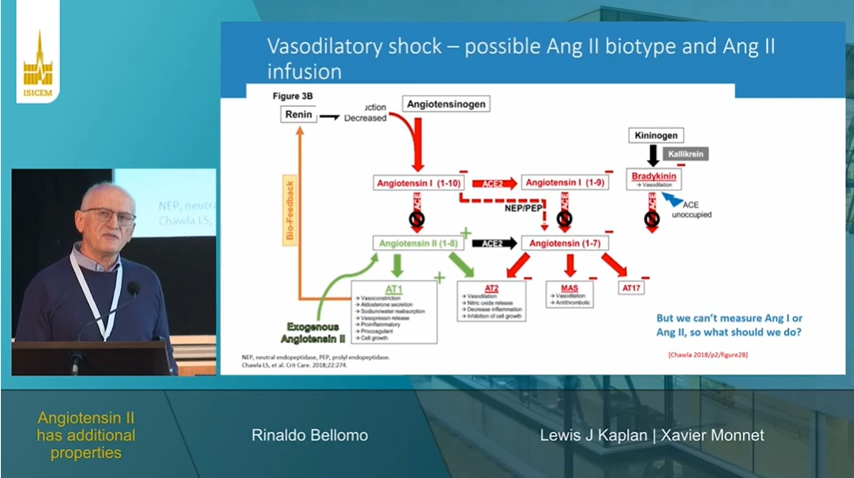 ISICEM
Vasodilatory shock – possible Ang II biotype and Ang II
infusion
Figure 3B
Renin
uction
Decreased
Angiotensinogen
Kininogen
Kallikrein
Angiotensin I (1-10)
ACE2
Angiotensin I (1-9)
Bradykinin
→ Vasodilation
NEP/PEP
ACE
unoccupied
Bio-Feedback
Angiotensin II (1-8)
ACE2
Angiotensin (1-7)
AT1
→ Vasoconstriction
→ Aldosterone secretion
→ Sodium/water reabsorption
→ Vasopressin release
→ Proinflammatory
→ Procoagulant
→ Cell growth
AT2
→ Vasodilation
→ Nitric oxide release
→ Decrease inflammation
→ Inhibition of cell growth
MAS
→ Vasodilation
→ Antithrombotic
AT17
Exogenous
Angiotensin II
But we can't measure Ang I or
Ang II, so what should we do?
NEP, neutral endopeptidase, PEP, prolyl endopeptidase.
Chawla LS, et al. Crit Care. 2018;22:274.
[Chawla 2018/p2/figure2B]
NEP, neutra
Chawla LS,
Angiotensin II
has additional
properties
Rinaldo Bellomo
Lewis J Kaplan | Xavier Monnet